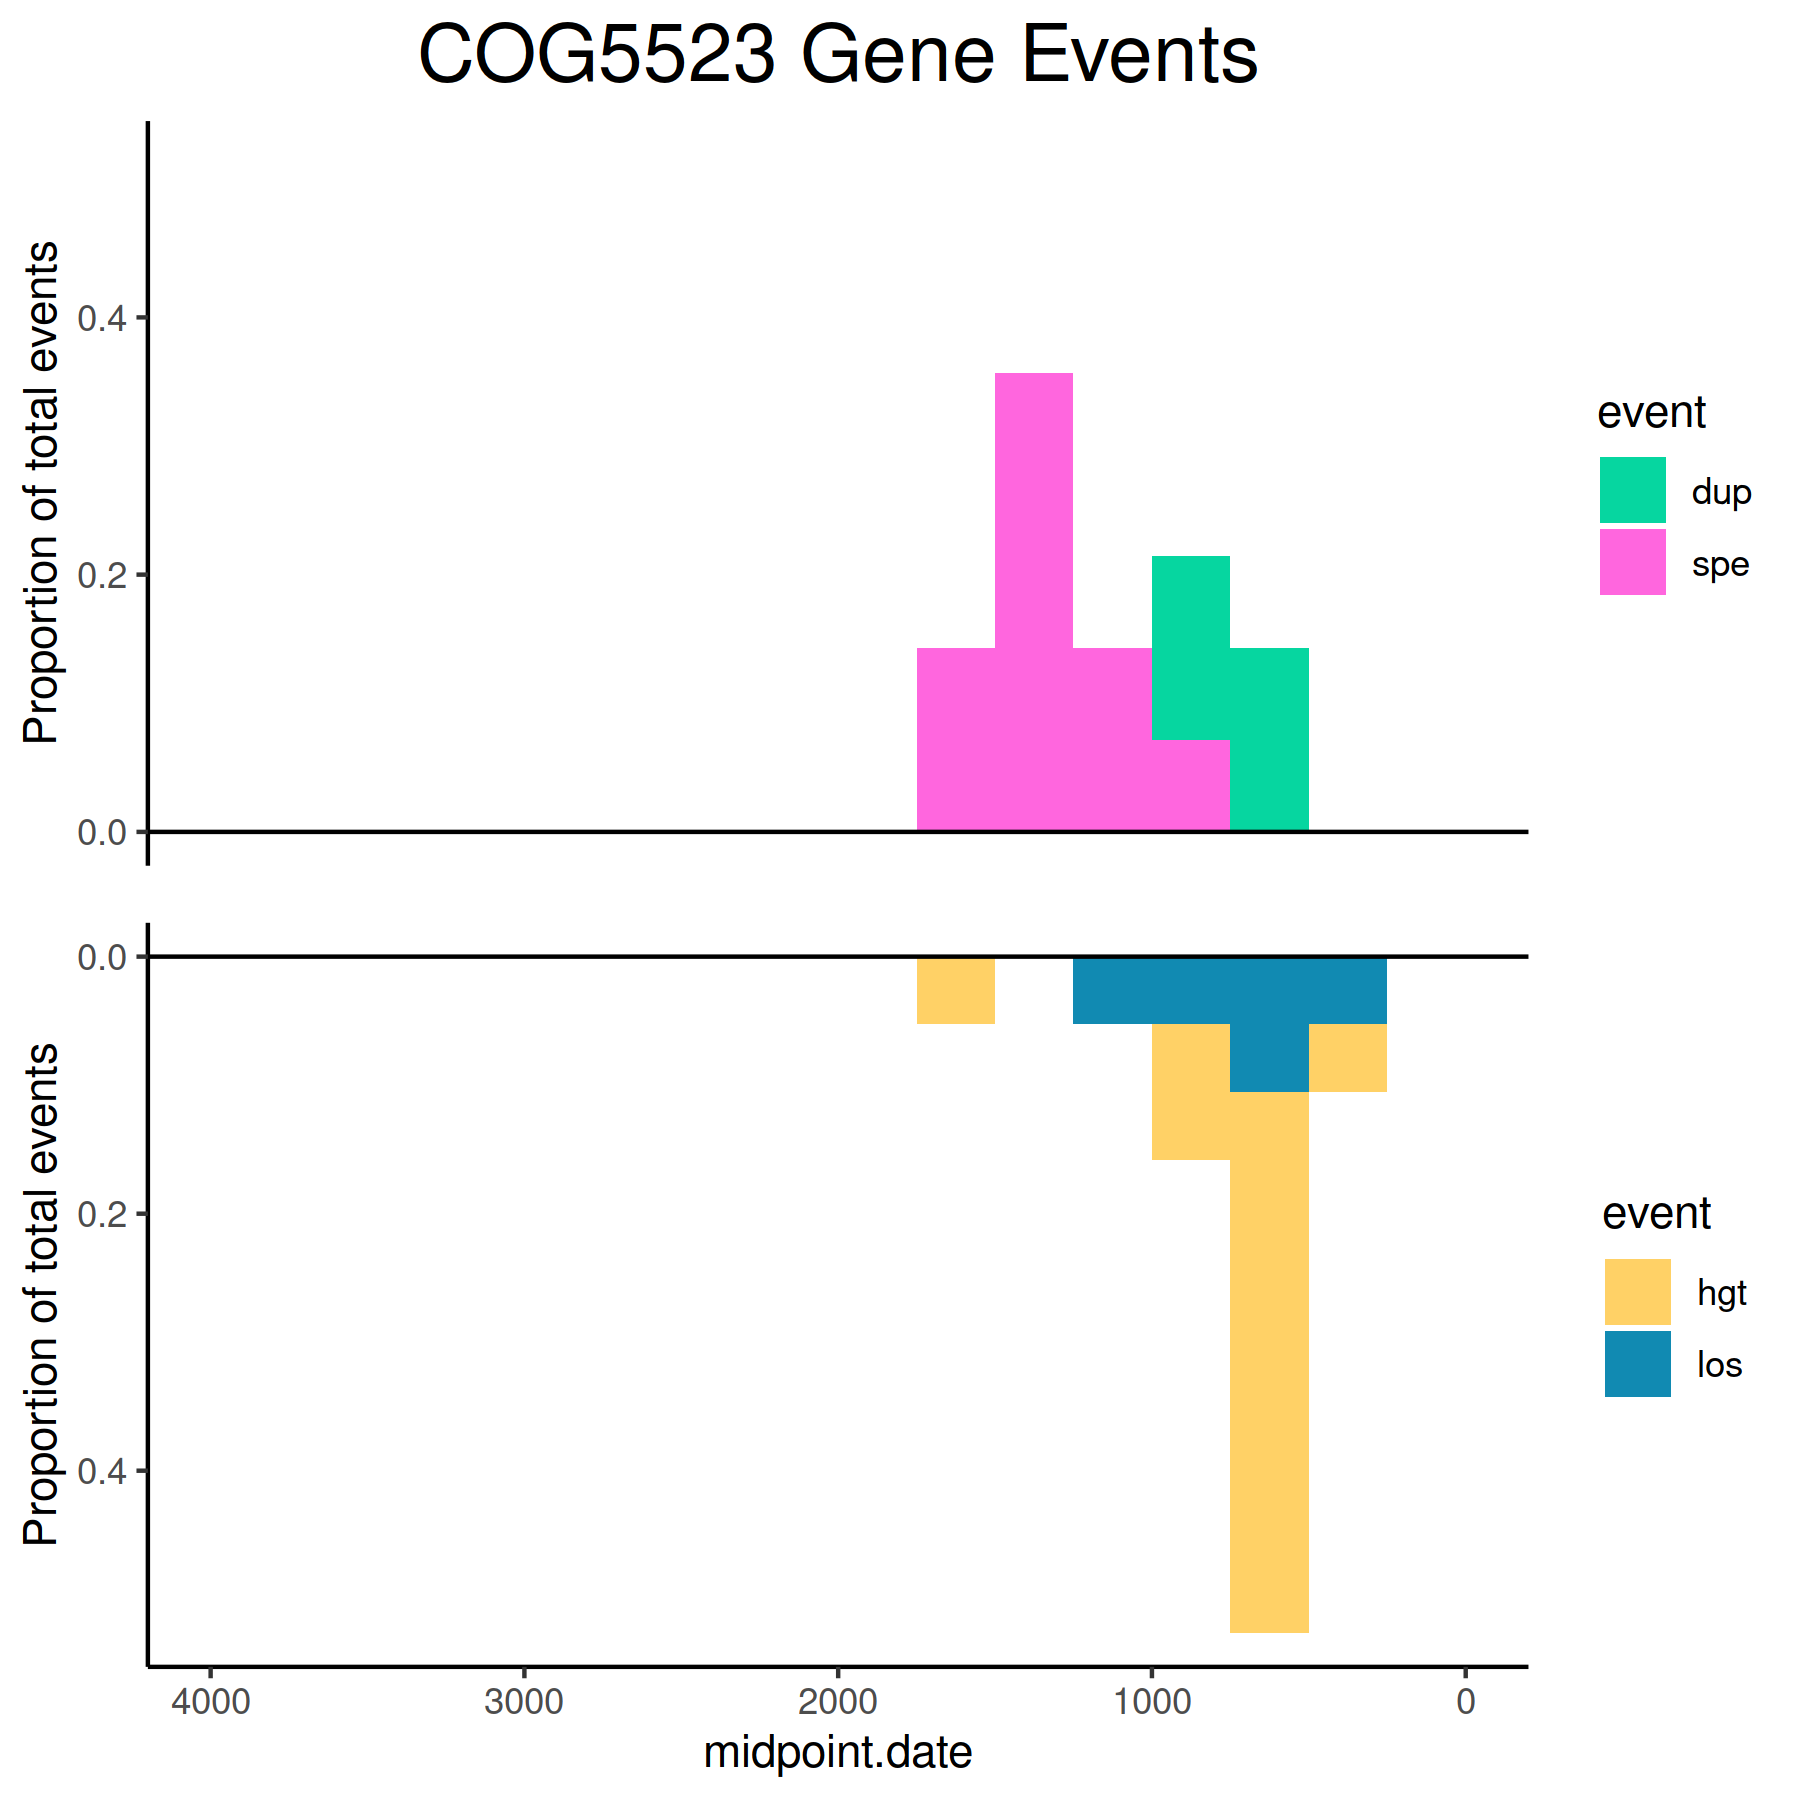 COG5523 Gene Events
Proportion of total events
0.4
0.2
0.0
event
dup
spe
Proportion of total events
0.0
0.2
0.4
event
hgt
los
4000 3000 2000 1000 0
midpoint.date